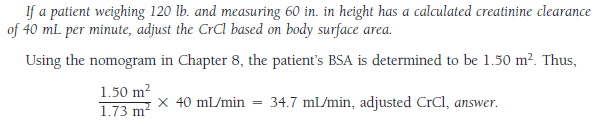 If a patient weighing 120 lb. and measuring 60 in. in height has a calculated creatinine clearance
of 40 mL per minute, adjust the CrCl based on body surface area.
Using the nomogram in Chapter 8, the patient's BSA is determined to be 1.50 m². Thus,
1.50 m²
1.73 m² × 40 mL/min = 34.7 mL/min, adjusted CrCl, answer.